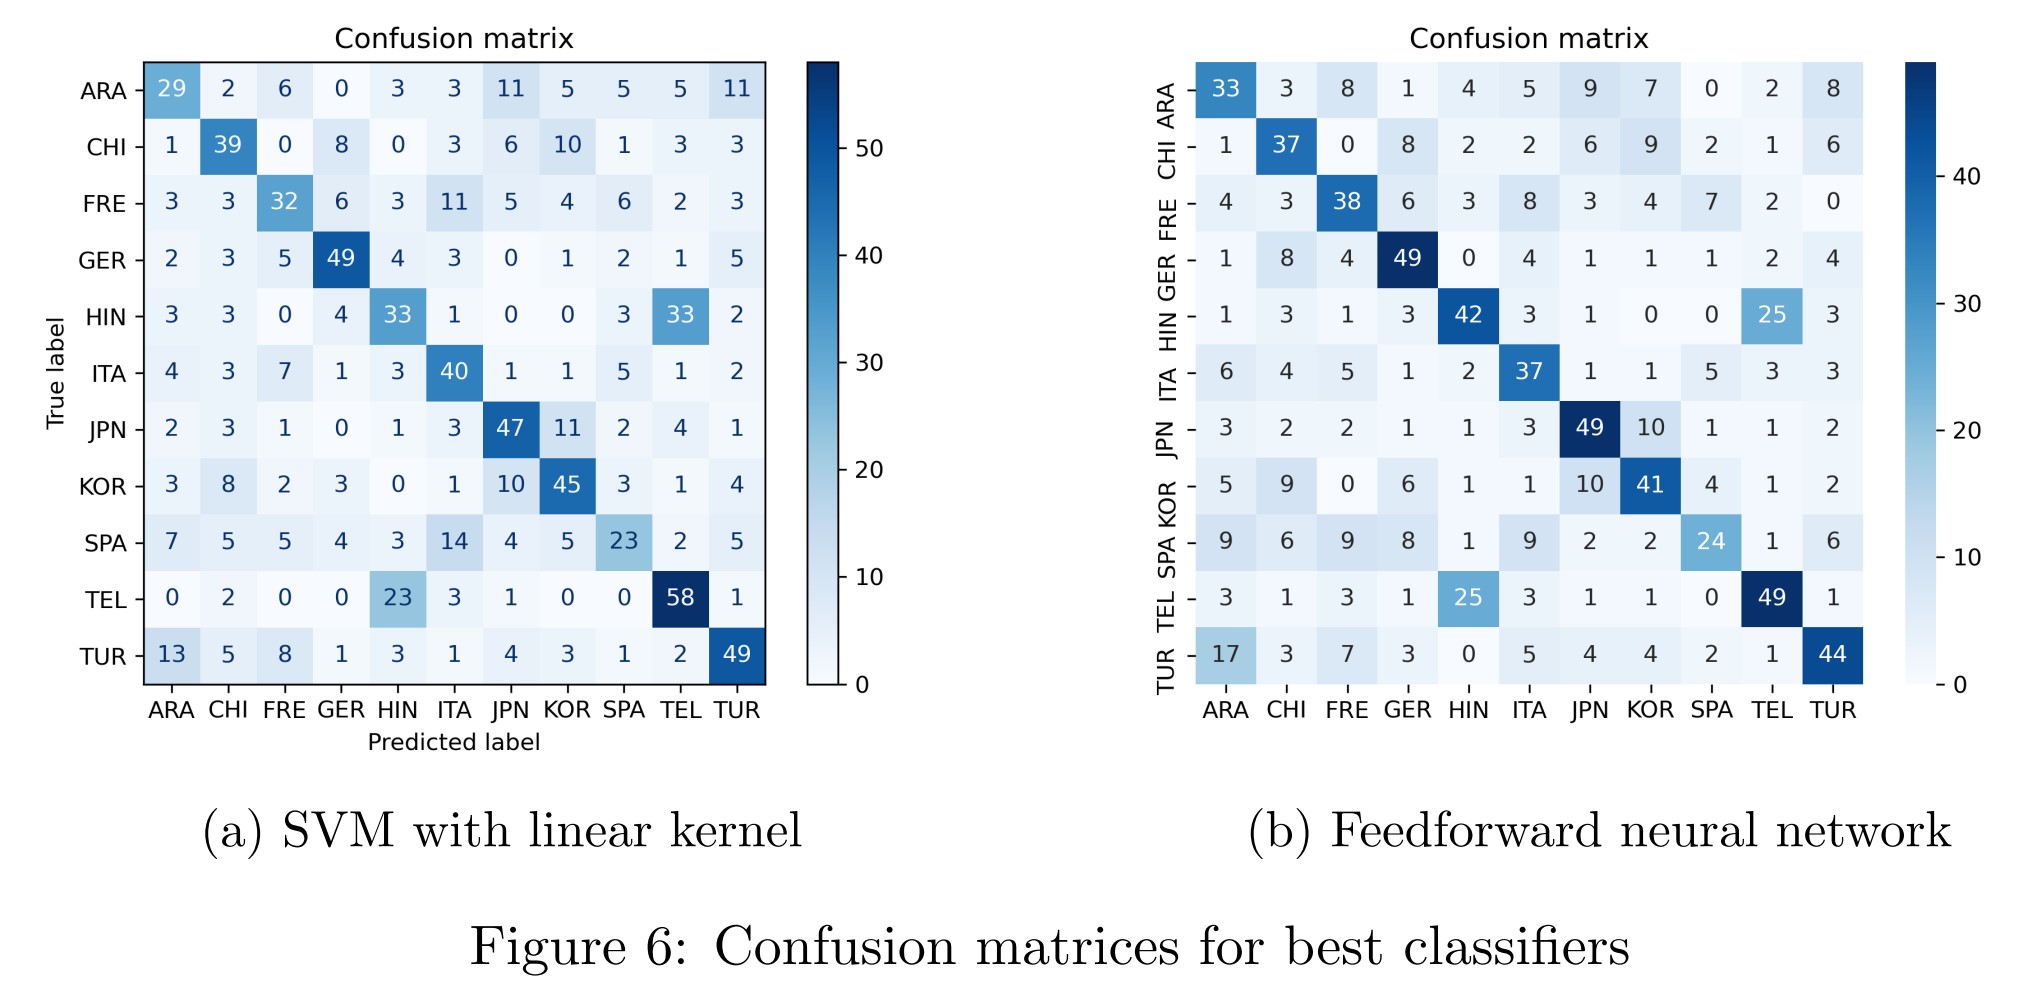 Confusion matrix
ARA 29 2 6 0 3 3 11 5 5 5 11
CHI 1 39 0 8 0 3 6 10 1 3 3
FRE 3 3 32 6 3 11 5 4 6 2 3
GER 2 3 5 49 4 3 0 1 2 1 5
HIN 3 3 0 4 33 1 0 0 3 33 2
ITA 4 3 7 1 3 40 1 1 5 1 2
JPN 2 3 1 0 1 3 47 11 2 4 1
KOR 3 8 2 3 0 1 10 45 3 1 4
SPA 7 5 5 4 3 14 4 5 23 2 5
TEL 0 2 0 0 23 3 1 0 0 58 1
TUR 13 5 8 1 3 1 4 3 1 2 49
ARA CHI FRE GER HIN ITA JPN KOR SPA TEL TUR
Predicted label
True label
50
40
30
20
10
0
(a) SVM with linear kernel
Confusion matrix
ARA 33 3 8 1 4 5 9 7 0 2 8
CHI 1 37 0 8 2 2 6 9 2 1 6
FRE 4 3 38 6 3 8 3 4 7 2 0
GER 1 8 4 49 0 4 1 1 1 2 4
HIN 1 3 1 3 42 3 1 0 0 25 3
ITA 6 4 5 1 2 37 1 1 5 3 3
JPN 3 2 2 1 1 3 49 10 1 1 2
KOR 5 9 0 6 1 1 10 41 4 1 2
SPA 9 6 9 8 1 9 2 2 24 1 6
TEL 3 1 3 1 25 3 1 1 0 49 1
TUR 17 3 7 3 0 5 4 4 2 1 44
ARA CHI FRE GER HIN ITA JPN KOR SPA TEL TUR
40
30
20
10
0
(b) Feedforward neural network
Figure 6: Confusion matrices for best classifiers